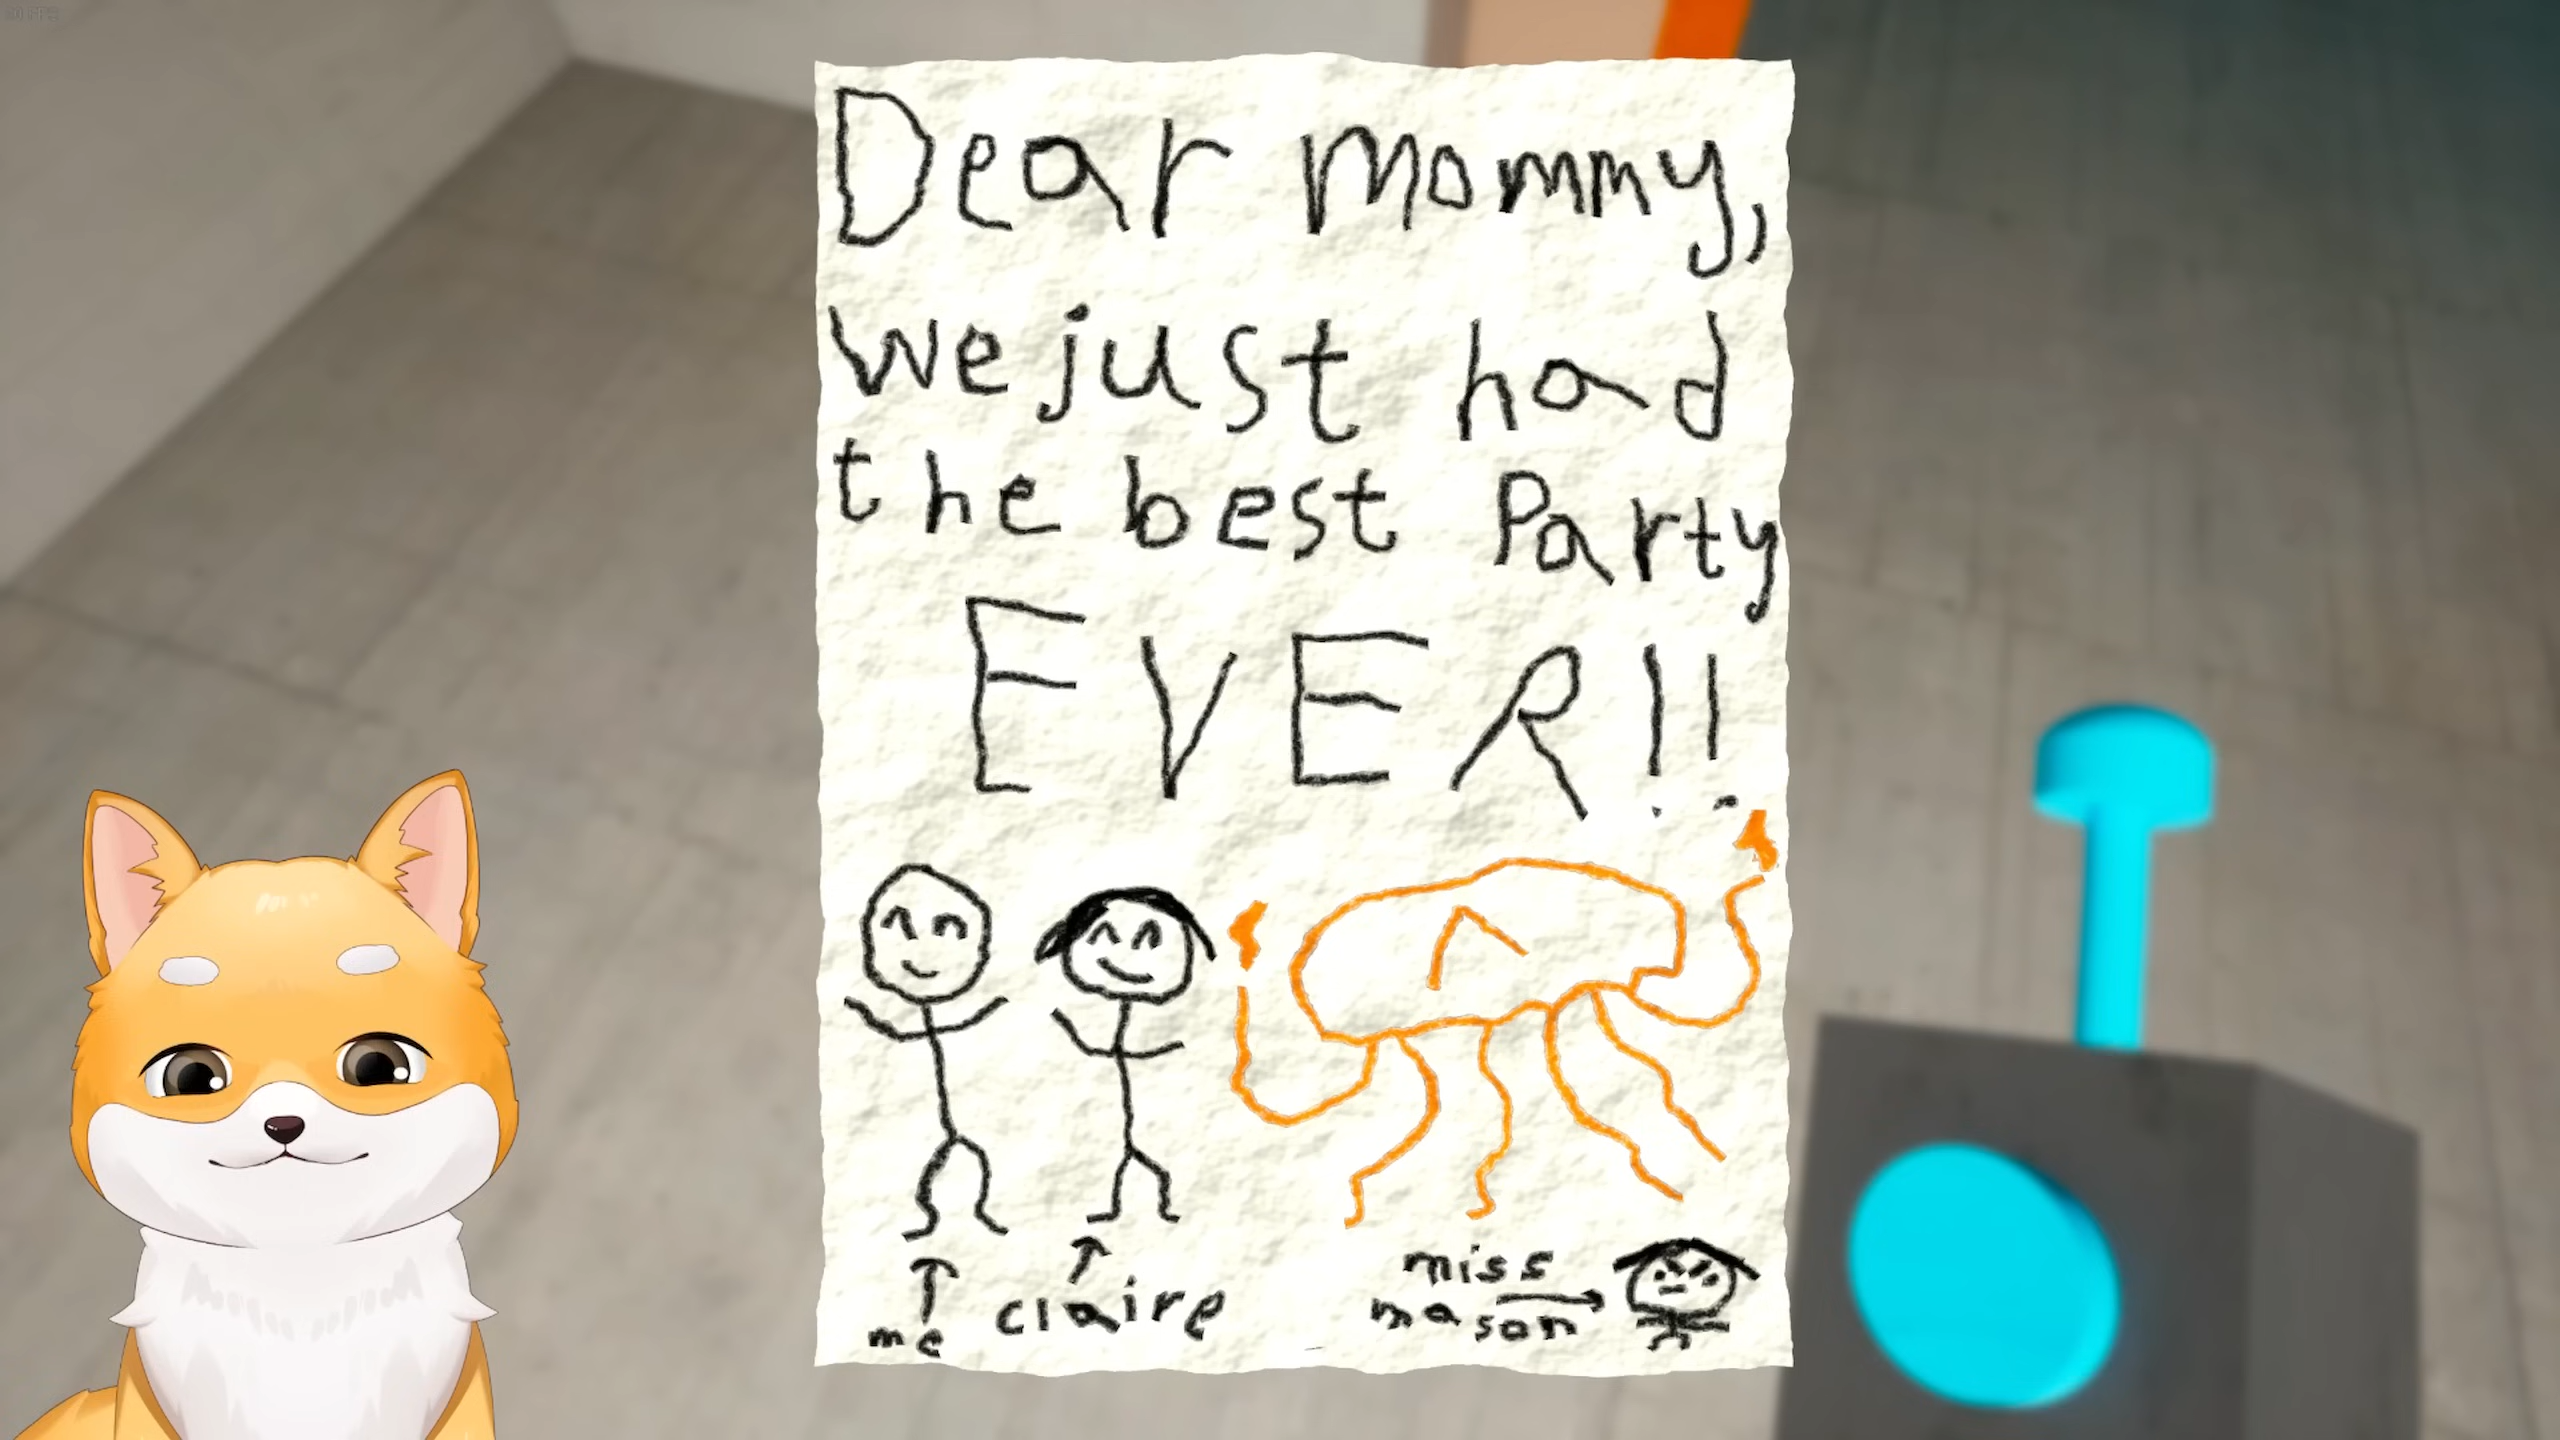 Dear mommy,
we just had
the best Party
EVER!!
me
claire
miss
mason